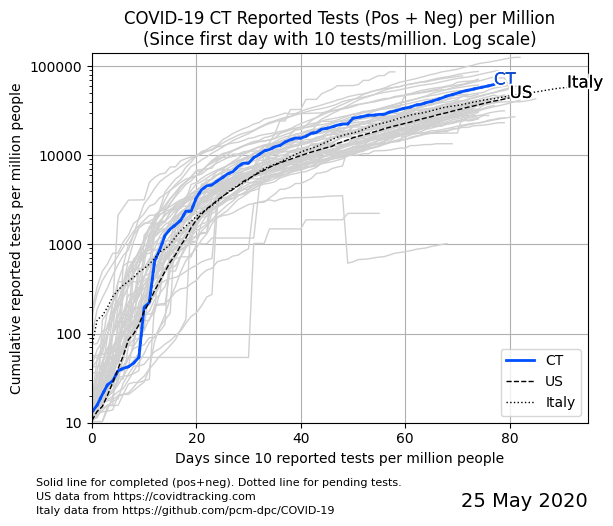 COVID-19 CT Reported Tests (Pos + Neg) per Million
(Since first day with 10 tests/million. Log scale)
Cumulative reported tests per million people
100000
10000
1000
100
10
CT
US
Italy
CT
US
Italy
0
20
40
60
80
Days since 10 reported tests per million people
Solid line for completed (pos+neg). Dotted line for pending tests.
US data from https://covidtracking.com
Italy data from https://github.com/pcm-dpc/COVID-19
25 May 2020